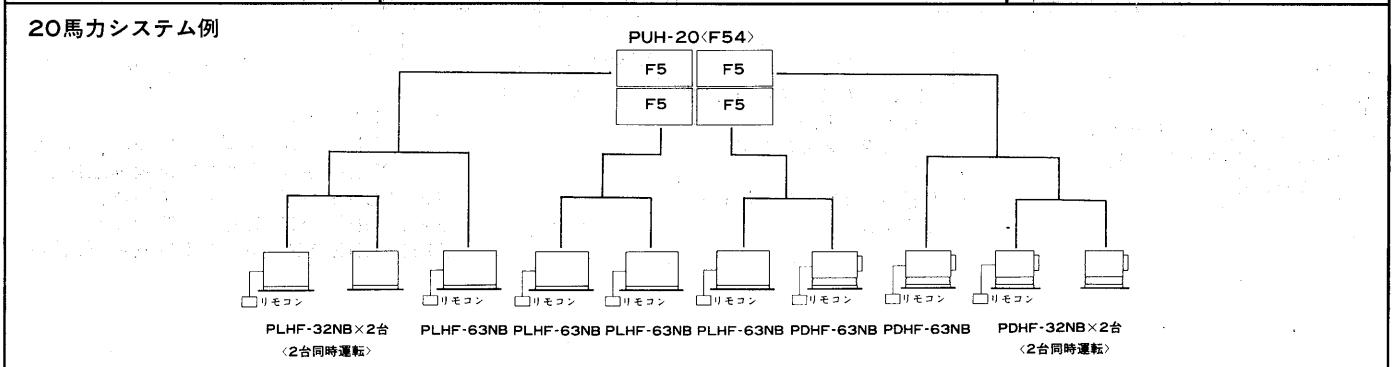 20馬力システム例
PUH-20〈F54〉
F5 F5
F5 F5
リモコン リモコン リモコン リモコン リモコン リモコン リモコン リモコン
PLHF-32NB×2台 PLHF-63NB PLHF-63NB PLHF-63NB PLHF-63NB PDHF-63NB PDHF-63NB PDHF-32NB×2台
〈2台同時運転〉 〈2台同時運転〉